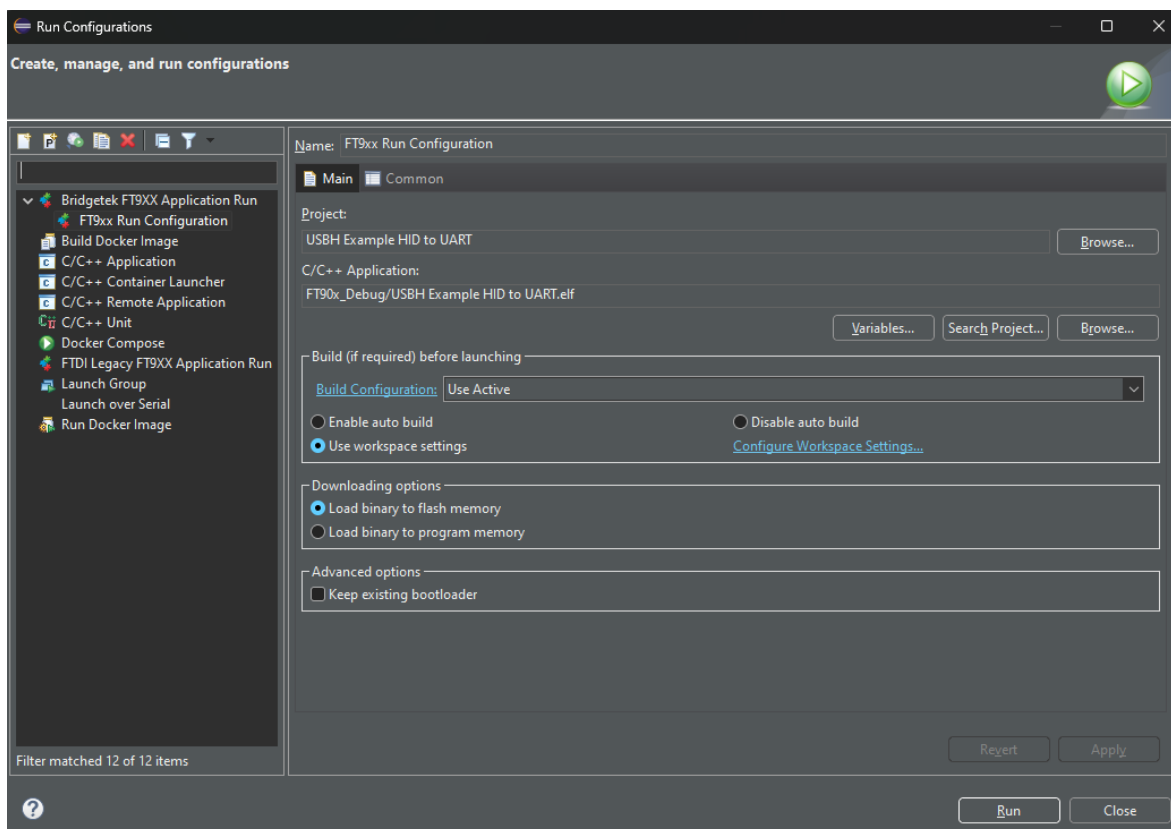 Run Configurations
Create, manage, and run configurations
Name: FT9xx Run Configuration
Main Common
Bridgetek FT9XX Application Run
FT9xx Run Configuration
Build Docker Image
C/C++ Application
C/C++ Container Launcher
C/C++ Remote Application
C/C++ Unit
Docker Compose
FTDI Legacy FT9XX Application Run
Launch Group
Launch over Serial
Run Docker Image
Filter matched 12 of 12 items
Project:
USBH Example HID to UART
Browse...
C/C++ Application:
FT90x_Debug/USBH Example HID to UART.elf
Variables... Search Project... Browse...
Build (if required) before launching
Build Configuration: Use Active
Enable auto build Disable auto build
Use workspace settings Configure Workspace Settings...
Downloading options
Load binary to flash memory
Load binary to program memory
Advanced options
Keep existing bootloader
Revert Apply
Run Close